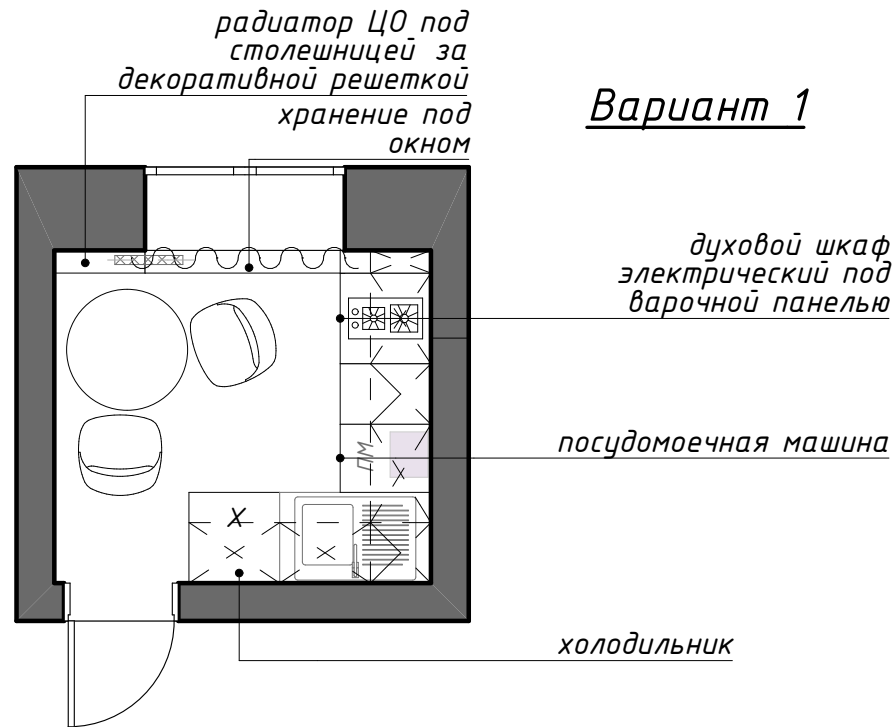 радиатор ЦО под
столешницей за
декоративной решеткой
хранение под
окном
Вариант 1
духовой шкаф
электрический под
варочной панелью
ПМ
посудомоечная машина
Х
холодильник